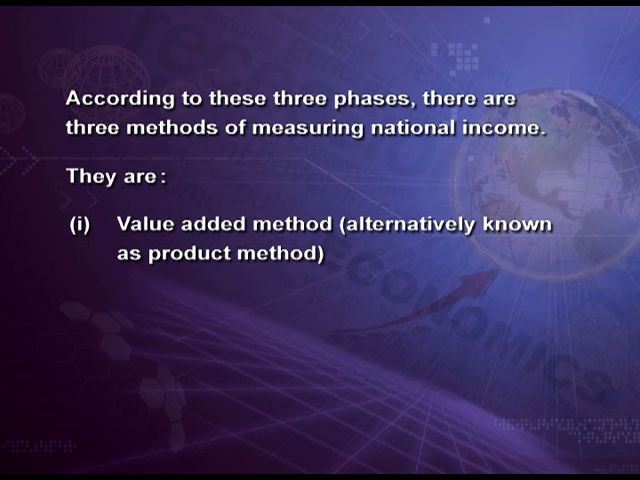 According to these three phases, there are
three methods of measuring national income.
They are :
(i) Value added method (alternatively known
as product method)
ECONOMICS